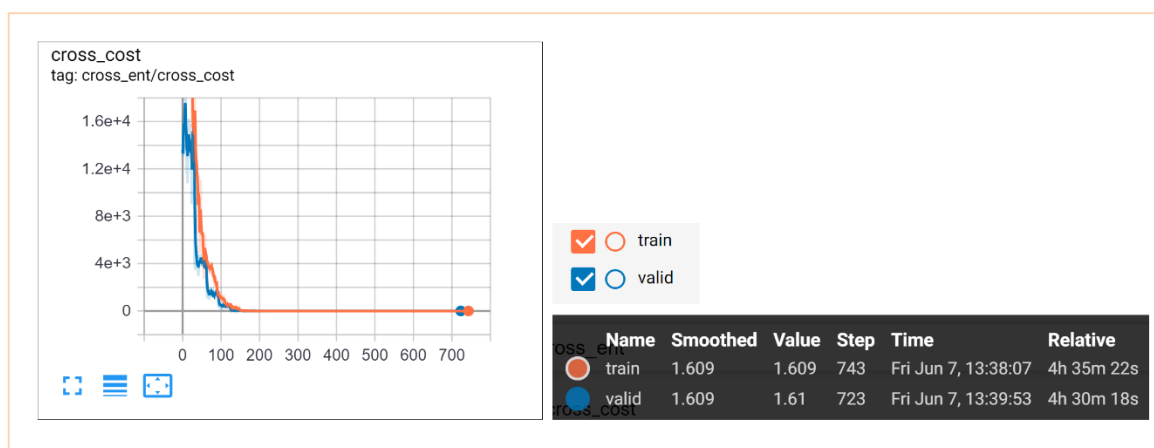 cross_cost
tag: cross_ent/cross_cost
1.6e+4
1.2e+4
8e+3
4e+3
0
0 100 200 300 400 500 600 700
train
valid
Name Smoothed Value Step Time Relative
train 1.609 1.609 743 Fri Jun 7, 13:38:07 4h 35m 22s
valid 1.609 1.61 723 Fri Jun 7, 13:39:53 4h 30m 18s
cross_cost